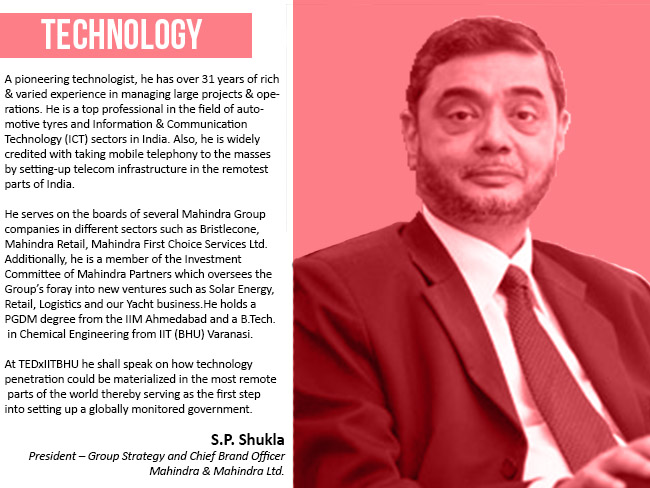 TECHNOLOGY
A pioneering technologist, he has over 31 years of rich
& varied experience in managing large projects & ope-
rations. He is a top professional in the field of auto-
motive tyres and Information & Communication
Technology (ICT) sectors in India. Also, he is widely
credited with taking mobile telephony to the masses
by setting-up telecom infrastructure in the remotest
parts of India.
He serves on the boards of several Mahindra Group
companies in different sectors such as Bristlecone,
Mahindra Retail, Mahindra First Choice Services Ltd.
Additionally, he is a member of the Investment
Committee of Mahindra Partners which oversees the
Group's foray into new ventures such as Solar Energy,
Retail, Logistics and our Yacht business.He holds a
PGDM degree from the IIM Ahmedabad and a B.Tech.
in Chemical Engineering from IIT (BHU) Varanasi.
At TEDxIITBHU he shall speak on how technology
penetration could be materialized in the most remote
parts of the world thereby serving as the first step
into setting up a globally monitored government.
S.P. Shukla
President – Group Strategy and Chief Brand Officer
Mahindra & Mahindra Ltd.